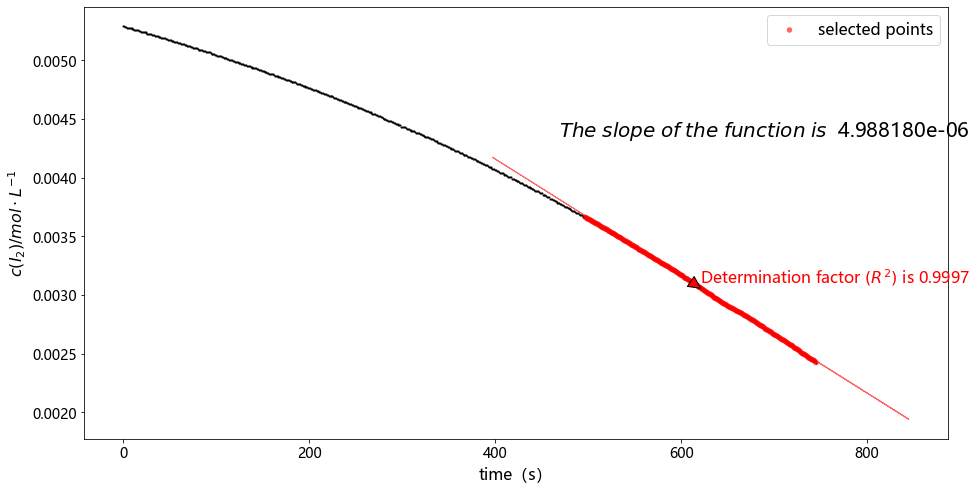 selected points
0.0050
0.0045
The slope of the function is 4.988180e-06
0.0040
0.0035
Determination factor (R²) is 0.9997
0.0030
0.0025
0.0020
c(I₂)/mol · L⁻¹
0 200 400 600 800
time（s）